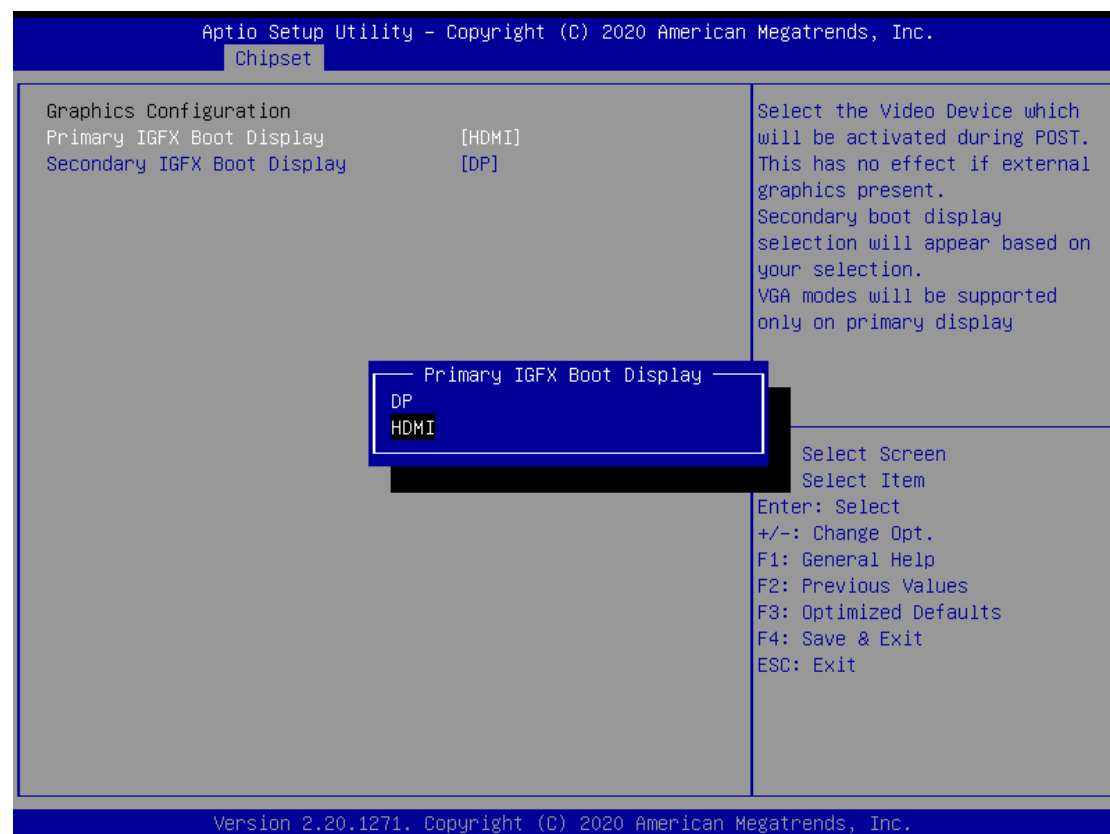 Aptio Setup Utility – Copyright (C) 2020 American Megatrends, Inc.
Chipset
Graphics Configuration
Primary IGFX Boot Display [HDMI]
Secondary IGFX Boot Display [DP]
Select the Video Device which
will be activated during POST.
This has no effect if external
graphics present.
Secondary boot display
selection will appear based on
your selection.
VGA modes will be supported
only on primary display
Primary IGFX Boot Display
DP
HDMI
Select Screen
Select Item
Enter: Select
+/-: Change Opt.
F1: General Help
F2: Previous Values
F3: Optimized Defaults
F4: Save & Exit
ESC: Exit
Version 2.20.1271. Copyright (C) 2020 American Megatrends, Inc.